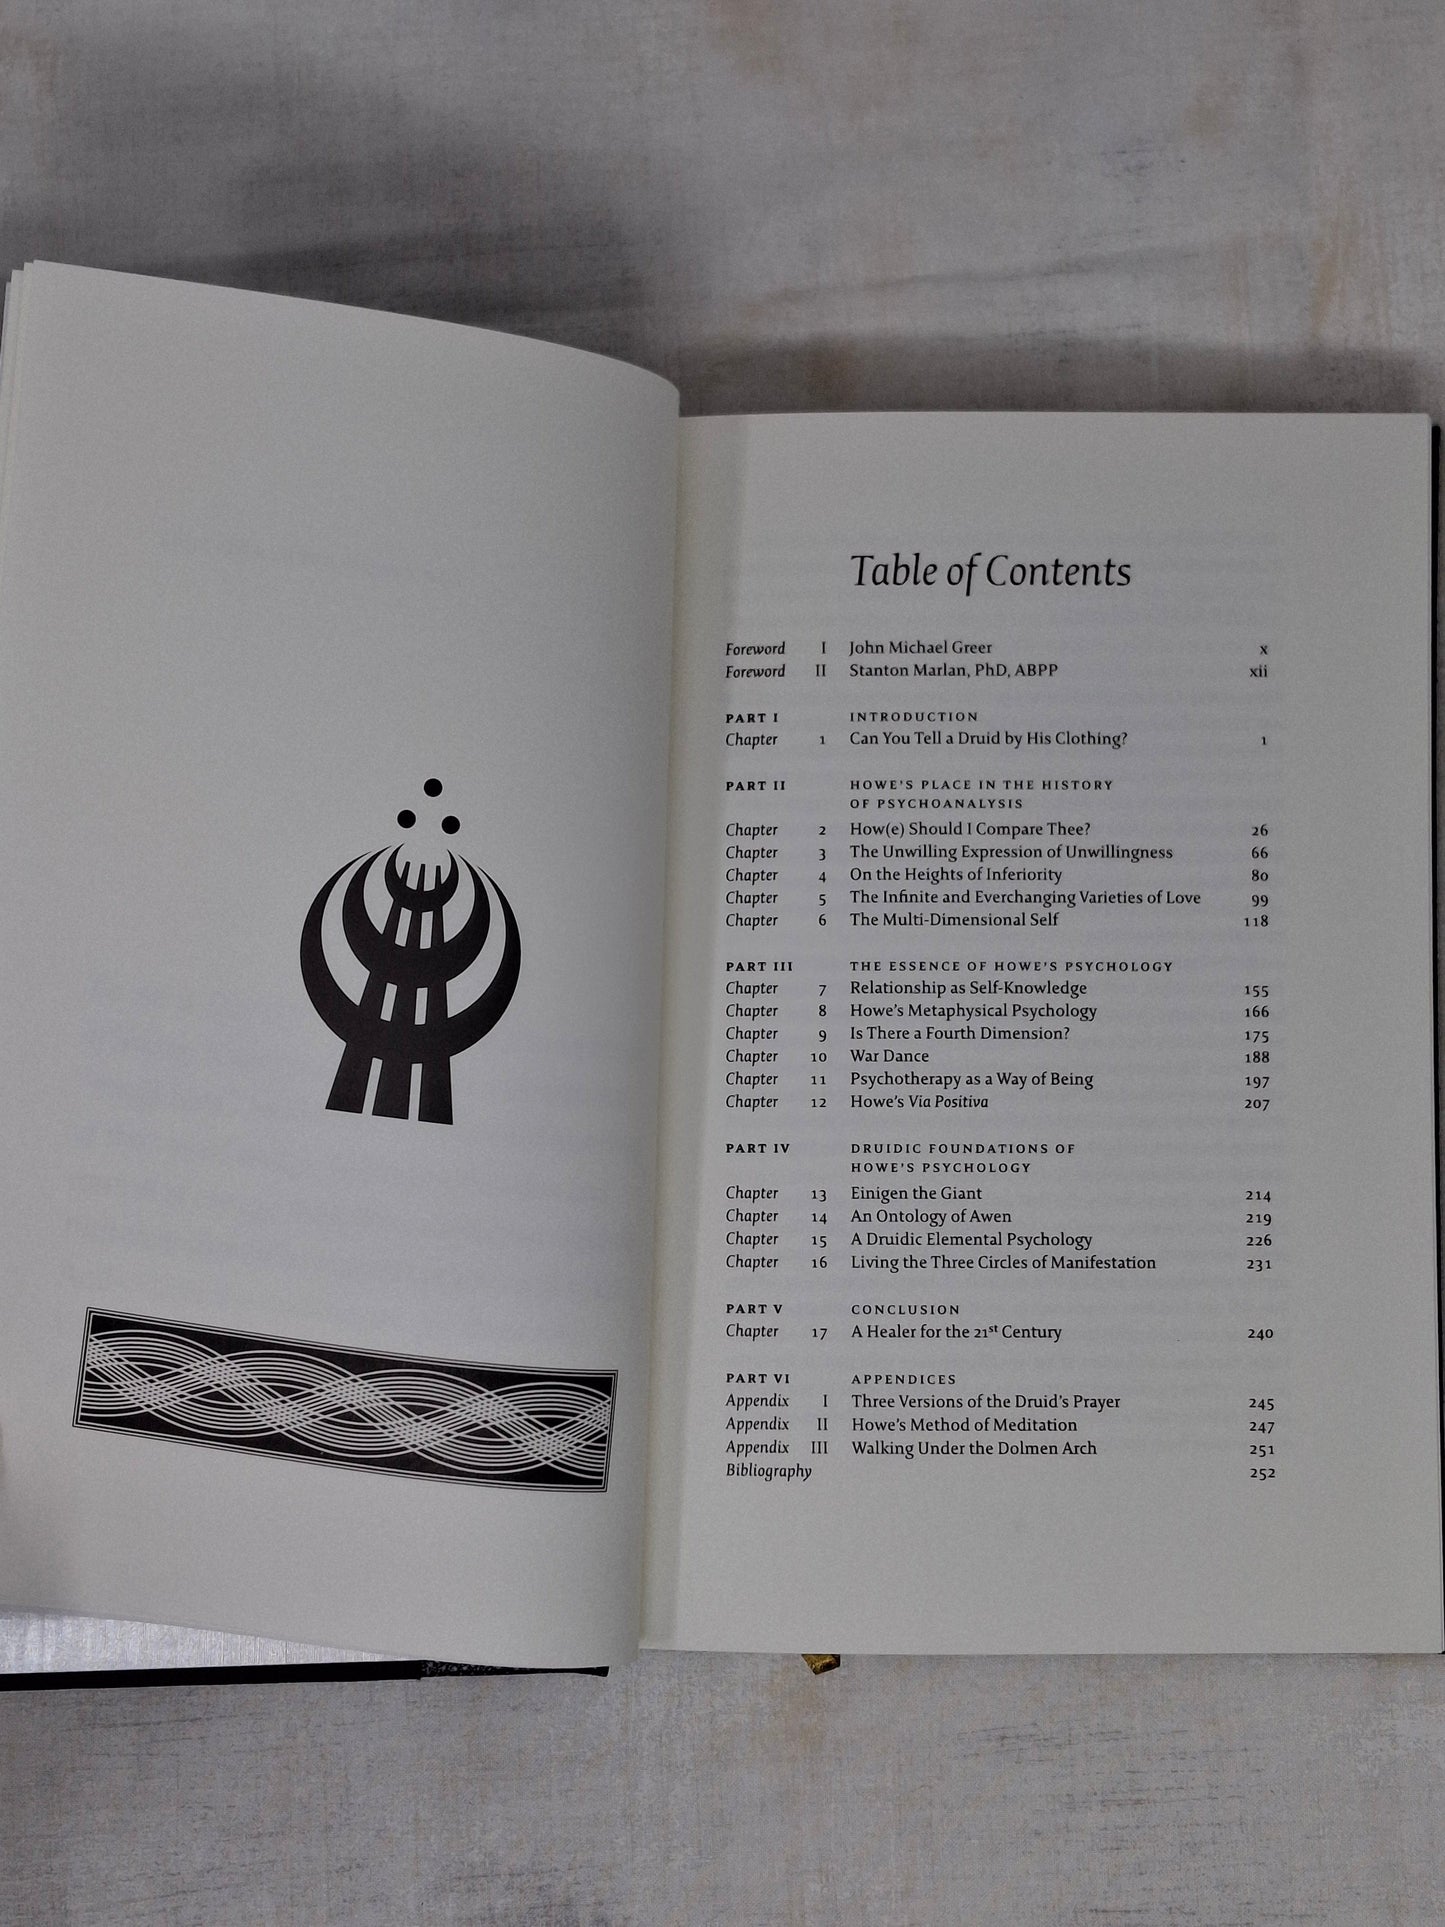 Table of Contents
Foreword I John Michael Greer x
Foreword II Stanton Marlan, PhD, ABPP xii
PART I INTRODUCTION
Chapter 1 Can You Tell a Druid by His Clothing? 1
PART II HOWE'S PLACE IN THE HISTORY
OF PSYCHOANALYSIS
Chapter 2 How(e) Should I Compare Thee? 26
Chapter 3 The Unwilling Expression of Unwillingness 66
Chapter 4 On the Heights of Inferiority 80
Chapter 5 The Infinite and Everchanging Varieties of Love 99
Chapter 6 The Multi-Dimensional Self 118
PART III THE ESSENCE OF HOWE'S PSYCHOLOGY
Chapter 7 Relationship as Self-Knowledge 155
Chapter 8 Howe's Metaphysical Psychology 166
Chapter 9 Is There a Fourth Dimension? 175
Chapter 10 War Dance 188
Chapter 11 Psychotherapy as a Way of Being 197
Chapter 12 Howe's Via Positiva 207
PART IV DRUIDIC FOUNDATIONS OF
HOWE'S PSYCHOLOGY
Chapter 13 Einigen the Giant 214
Chapter 14 An Ontology of Awen 219
Chapter 15 A Druidic Elemental Psychology 226
Chapter 16 Living the Three Circles of Manifestation 231
PART V CONCLUSION
Chapter 17 A Healer for the 21st Century 240
PART VI APPENDICES
Appendix I Three Versions of the Druid's Prayer 245
Appendix II Howe's Method of Meditation 247
Appendix III Walking Under the Dolmen Arch 251
Bibliography 252